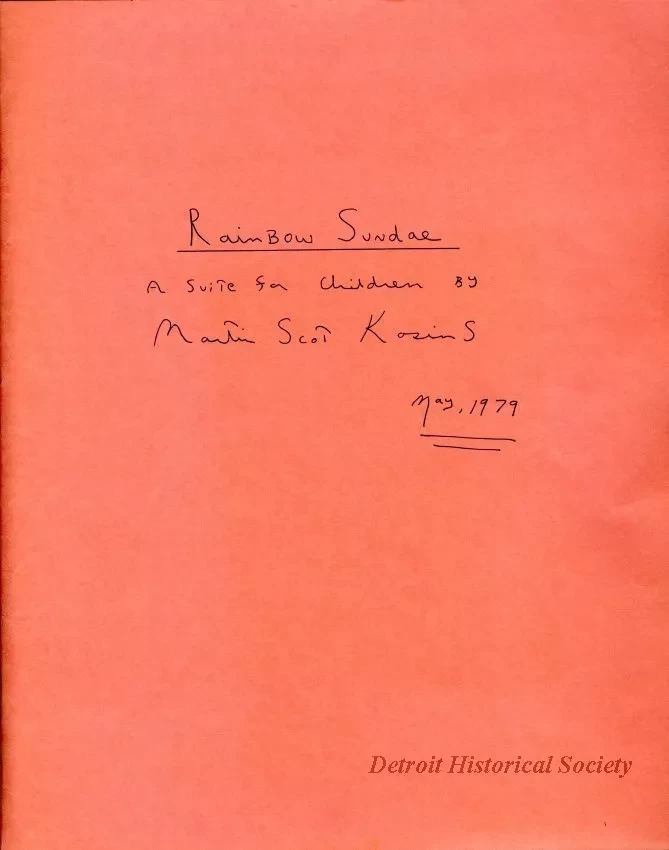 RainBow Sundae
A Suite for Children BY
Martin Scot Kosins
May, 1979
Detroit Historical Society